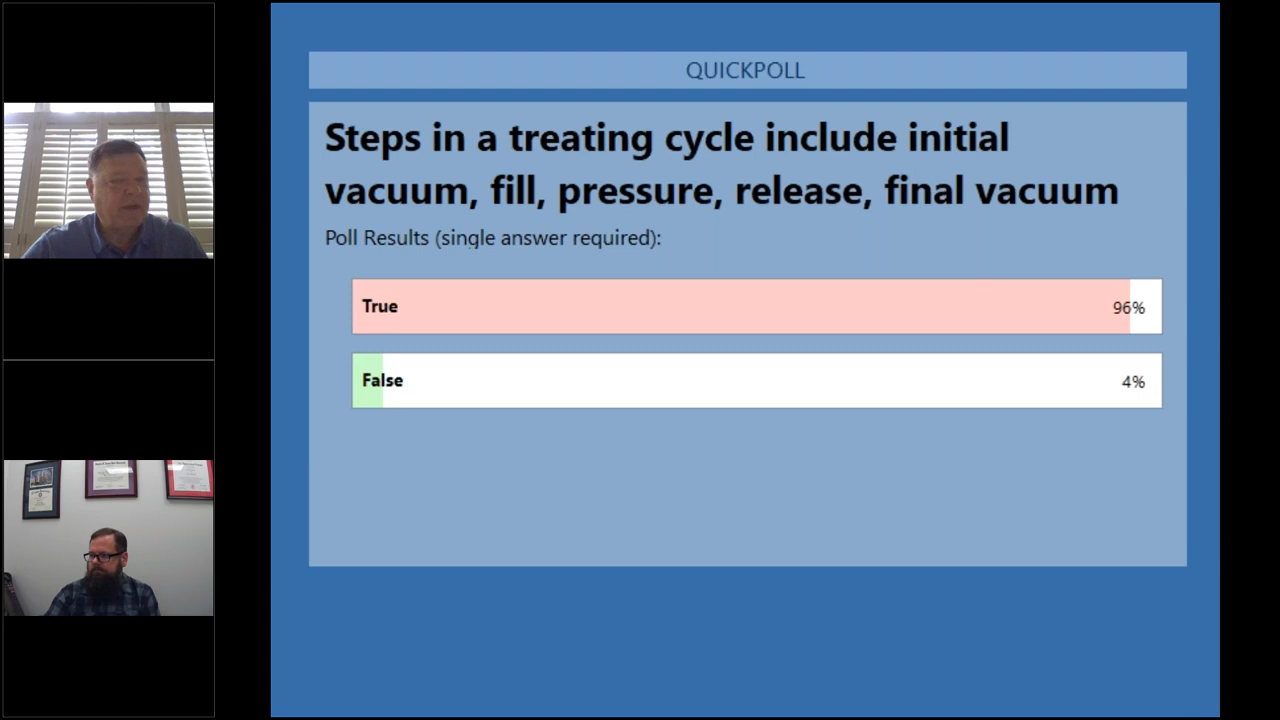 QUICKPOLL
Steps in a treating cycle include initial
vacuum, fill, pressure, release, final vacuum
Poll Results (single answer required):
True
96%
False
4%